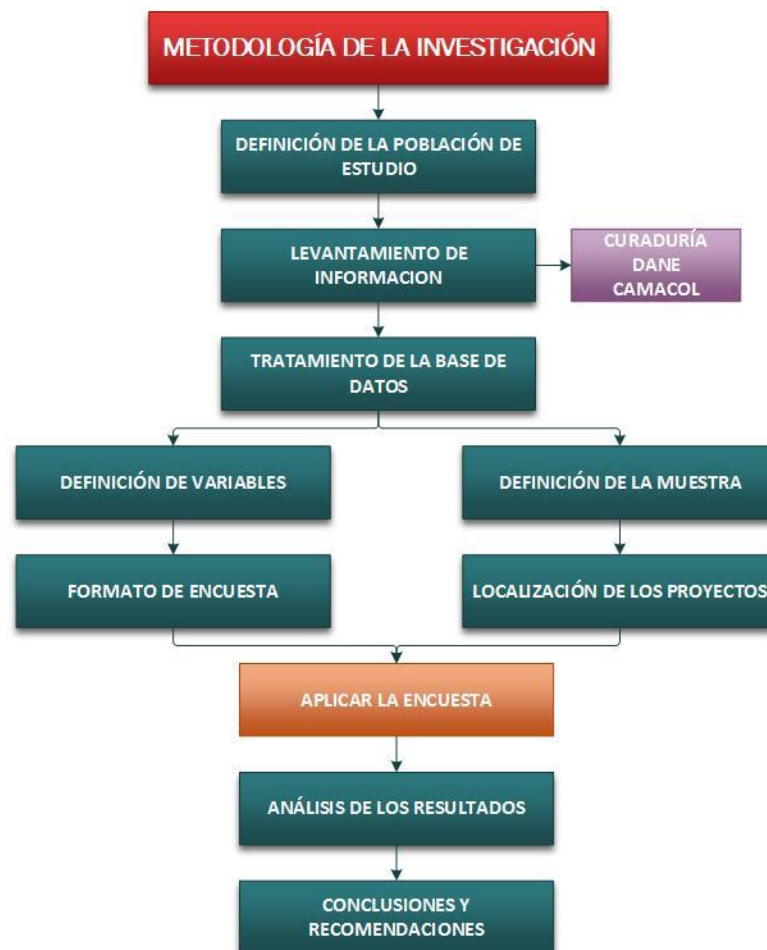 METODOLOGÍA DE LA INVESTIGACIÓN
DEFINICIÓN DE LA POBLACIÓN DE
ESTUDIO
LEVANTAMIENTO DE
INFORMACION
CURADURÍA
DANE
CAMACOL
TRATAMIENTO DE LA BASE DE
DATOS
DEFINICIÓN DE VARIABLES
DEFINICIÓN DE LA MUESTRA
FORMATO DE ENCUESTA
LOCALIZACIÓN DE LOS PROYECTOS
APLICAR LA ENCUESTA
ANÁLISIS DE LOS RESULTADOS
CONCLUSIONES Y
RECOMENDACIONES